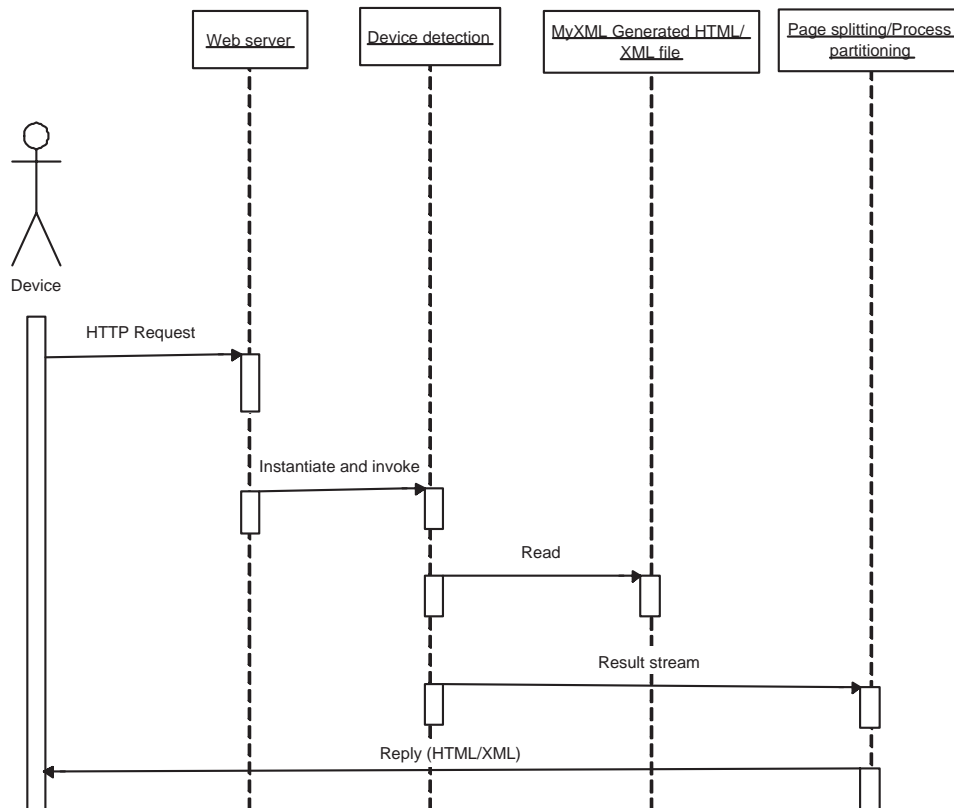 Web server
Device detection
MyXML Generated HTML/
XML file
Page splitting/Process
partitioning
Device
HTTP Request
Instantiate and invoke
Read
Result stream
Reply (HTML/XML)